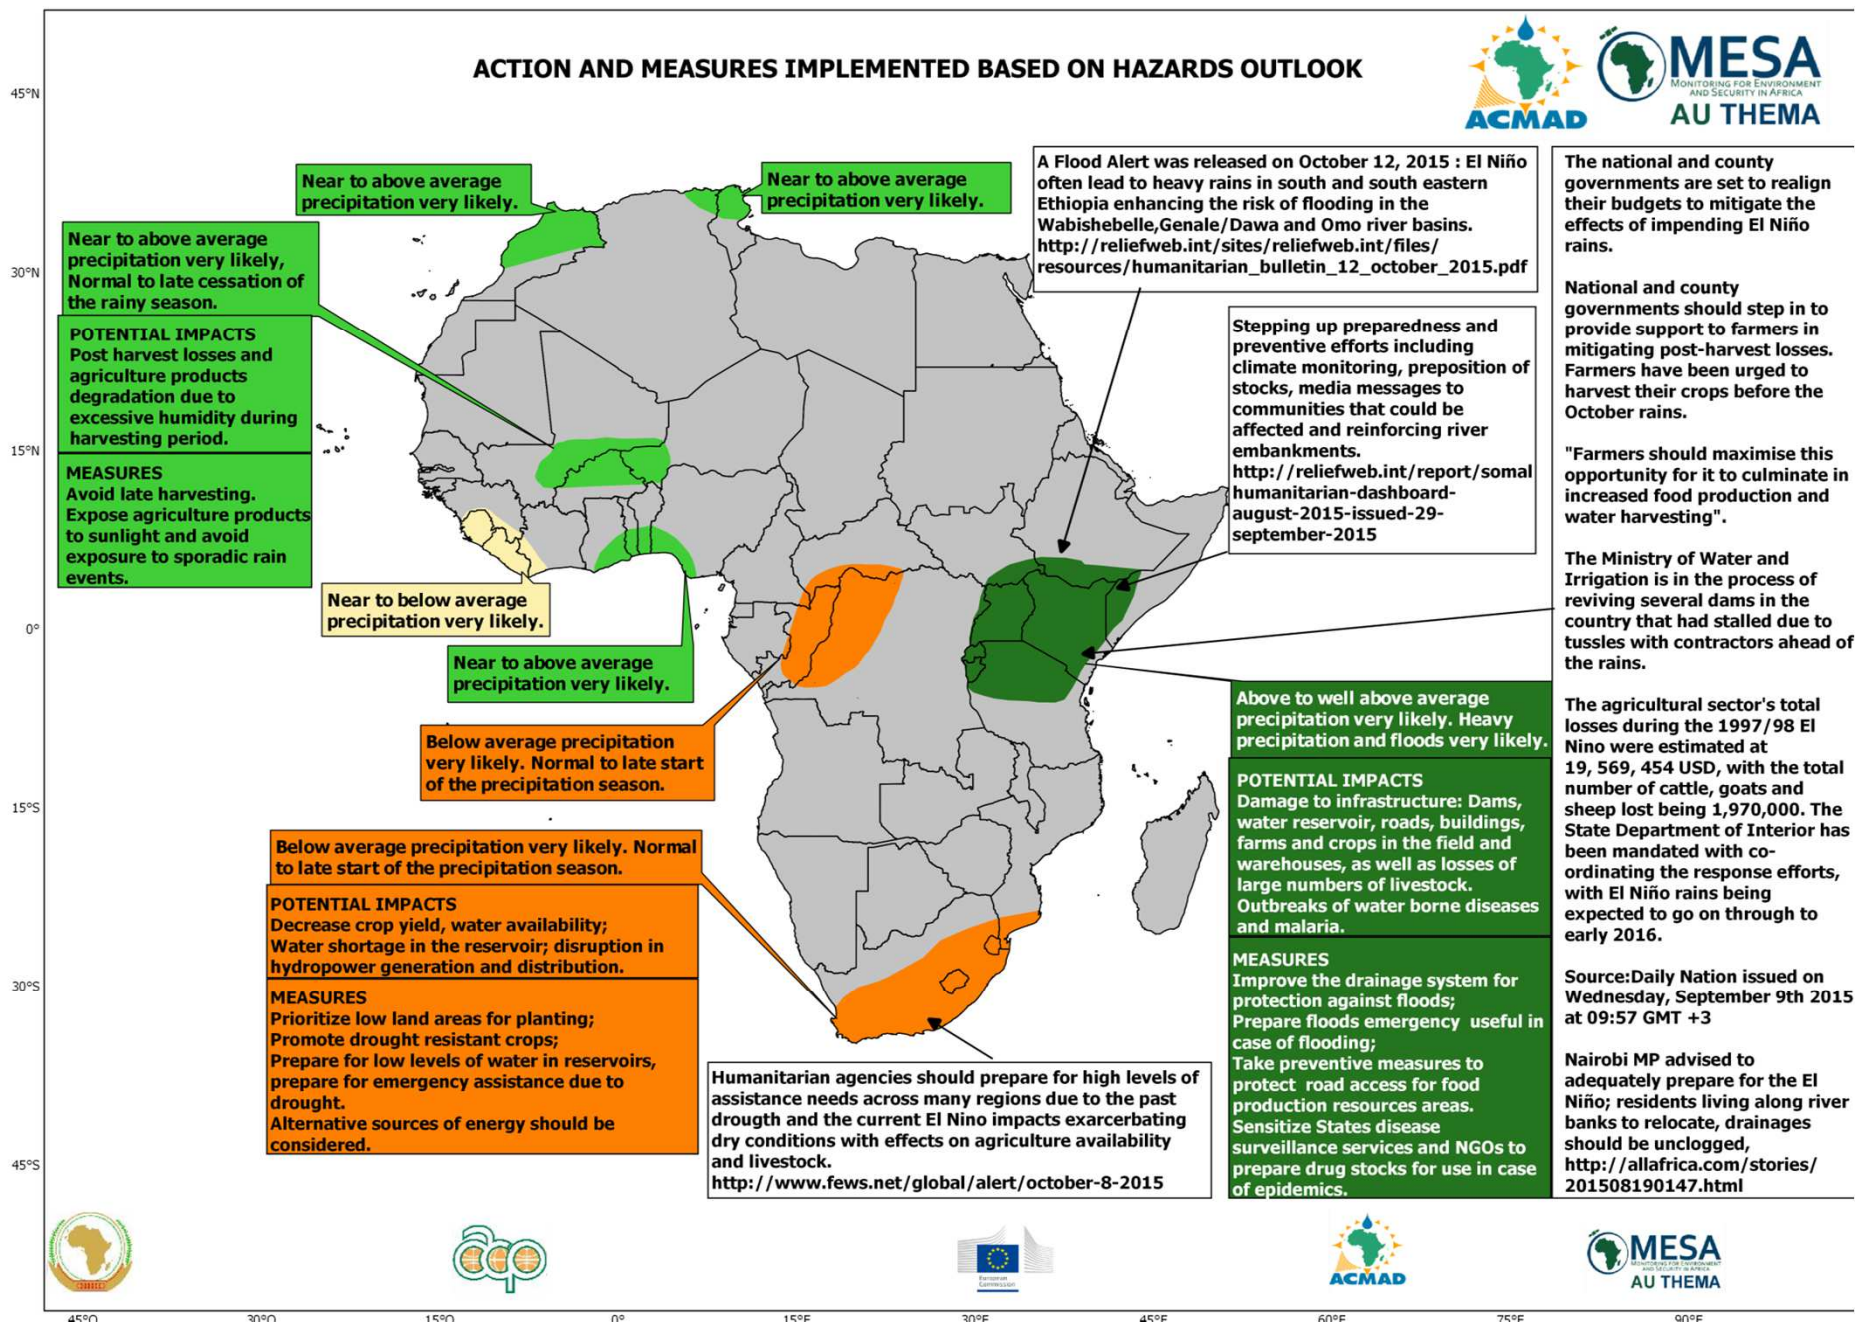 ACTION AND MEASURES IMPLEMENTED BASED ON HAZARDS OUTLOOK
ACMAD
MESA
MONITORING FOR ENVIRONMENT
AND SECURITY IN AFRICA
AU THEMA
45°N
30°N
15°N
0°
15°S
30°S
45°S
Near to above average
precipitation very likely.
Near to above average
precipitation very likely.
Near to above average
precipitation very likely,
Normal to late cessation of
the rainy season.
POTENTIAL IMPACTS
Post harvest losses and
agriculture products
degradation due to
excessive humidity during
harvesting period.
MEASURES
Avoid late harvesting.
Expose agriculture products
to sunlight and avoid
exposure to sporadic rain
events.
Near to below average
precipitation very likely.
Near to above average
precipitation very likely.
Below average precipitation
very likely. Normal to late start
of the precipitation season.
Below average precipitation very likely. Normal
to late start of the precipitation season.
POTENTIAL IMPACTS
Decrease crop yield, water availability;
Water shortage in the reservoir; disruption in
hydropower generation and distribution.
MEASURES
Prioritize low land areas for planting;
Promote drought resistant crops;
Prepare for low levels of water in reservoirs,
prepare for emergency assistance due to
drought.
Alternative sources of energy should be
considered.
A Flood Alert was released on October 12, 2015 : El Niño
often lead to heavy rains in south and south eastern
Ethiopia enhancing the risk of flooding in the
Wabishebelle,Genale/Dawa and Omo river basins.
http://reliefweb.int/sites/reliefweb.int/files/
resources/humanitarian_bulletin_12_october_2015.pdf
Stepping up preparedness and
preventive efforts including
climate monitoring, preposition of
stocks, media messages to
communities that could be
affected and reinforcing river
embankments.
http://reliefweb.int/report/somal
humanitarian-dashboard-
august-2015-issued-29-
september-2015
Above to well above average
precipitation very likely. Heavy
precipitation and floods very likely.
POTENTIAL IMPACTS
Damage to infrastructure: Dams,
water reservoir, roads, buildings,
farms and crops in the field and
warehouses, as well as losses of
large numbers of livestock.
Outbreaks of water borne diseases
and malaria.
MEASURES
Improve the drainage system for
protection against floods;
Prepare floods emergency useful in
case of flooding;
Take preventive measures to
protect road access for food
production resources areas.
Sensitize States disease
surveillance services and NGOs to
prepare drug stocks for use in case
of epidemics.
Humanitarian agencies should prepare for high levels of
assistance needs across many regions due to the past
drougth and the current El Nino impacts exarcerbating
dry conditions with effects on agriculture availability
and livestock.
http://www.fews.net/global/alert/october-8-2015
The national and county
governments are set to realign
their budgets to mitigate the
effects of impending El Niño
rains.
National and county
governments should step in to
provide support to farmers in
mitigating post-harvest losses.
Farmers have been urged to
harvest their crops before the
October rains.
"Farmers should maximise this
opportunity for it to culminate in
increased food production and
water harvesting".
The Ministry of Water and
Irrigation is in the process of
reviving several dams in the
country that had stalled due to
tussles with contractors ahead of
the rains.
The agricultural sector's total
losses during the 1997/98 El
Nino were estimated at
19, 569, 454 USD, with the total
number of cattle, goats and
sheep lost being 1,970,000. The
State Department of Interior has
been mandated with co-
ordinating the response efforts,
with El Niño rains being
expected to go on through to
early 2016.
Source:Daily Nation issued on
Wednesday, September 9th 2015
at 09:57 GMT +3
Nairobi MP advised to
adequately prepare for the El
Niño; residents living along river
banks to relocate, drainages
should be unclogged,
http://allafrica.com/stories/
201508190147.html
acp
European
Commission
ACMAD
MESA
MONITORING FOR ENVIRONMENT
AND SECURITY IN AFRICA
AU THEMA
45°O 30°O 15°O 0° 15°E 30°E 45°E 60°E 75°E 90°E